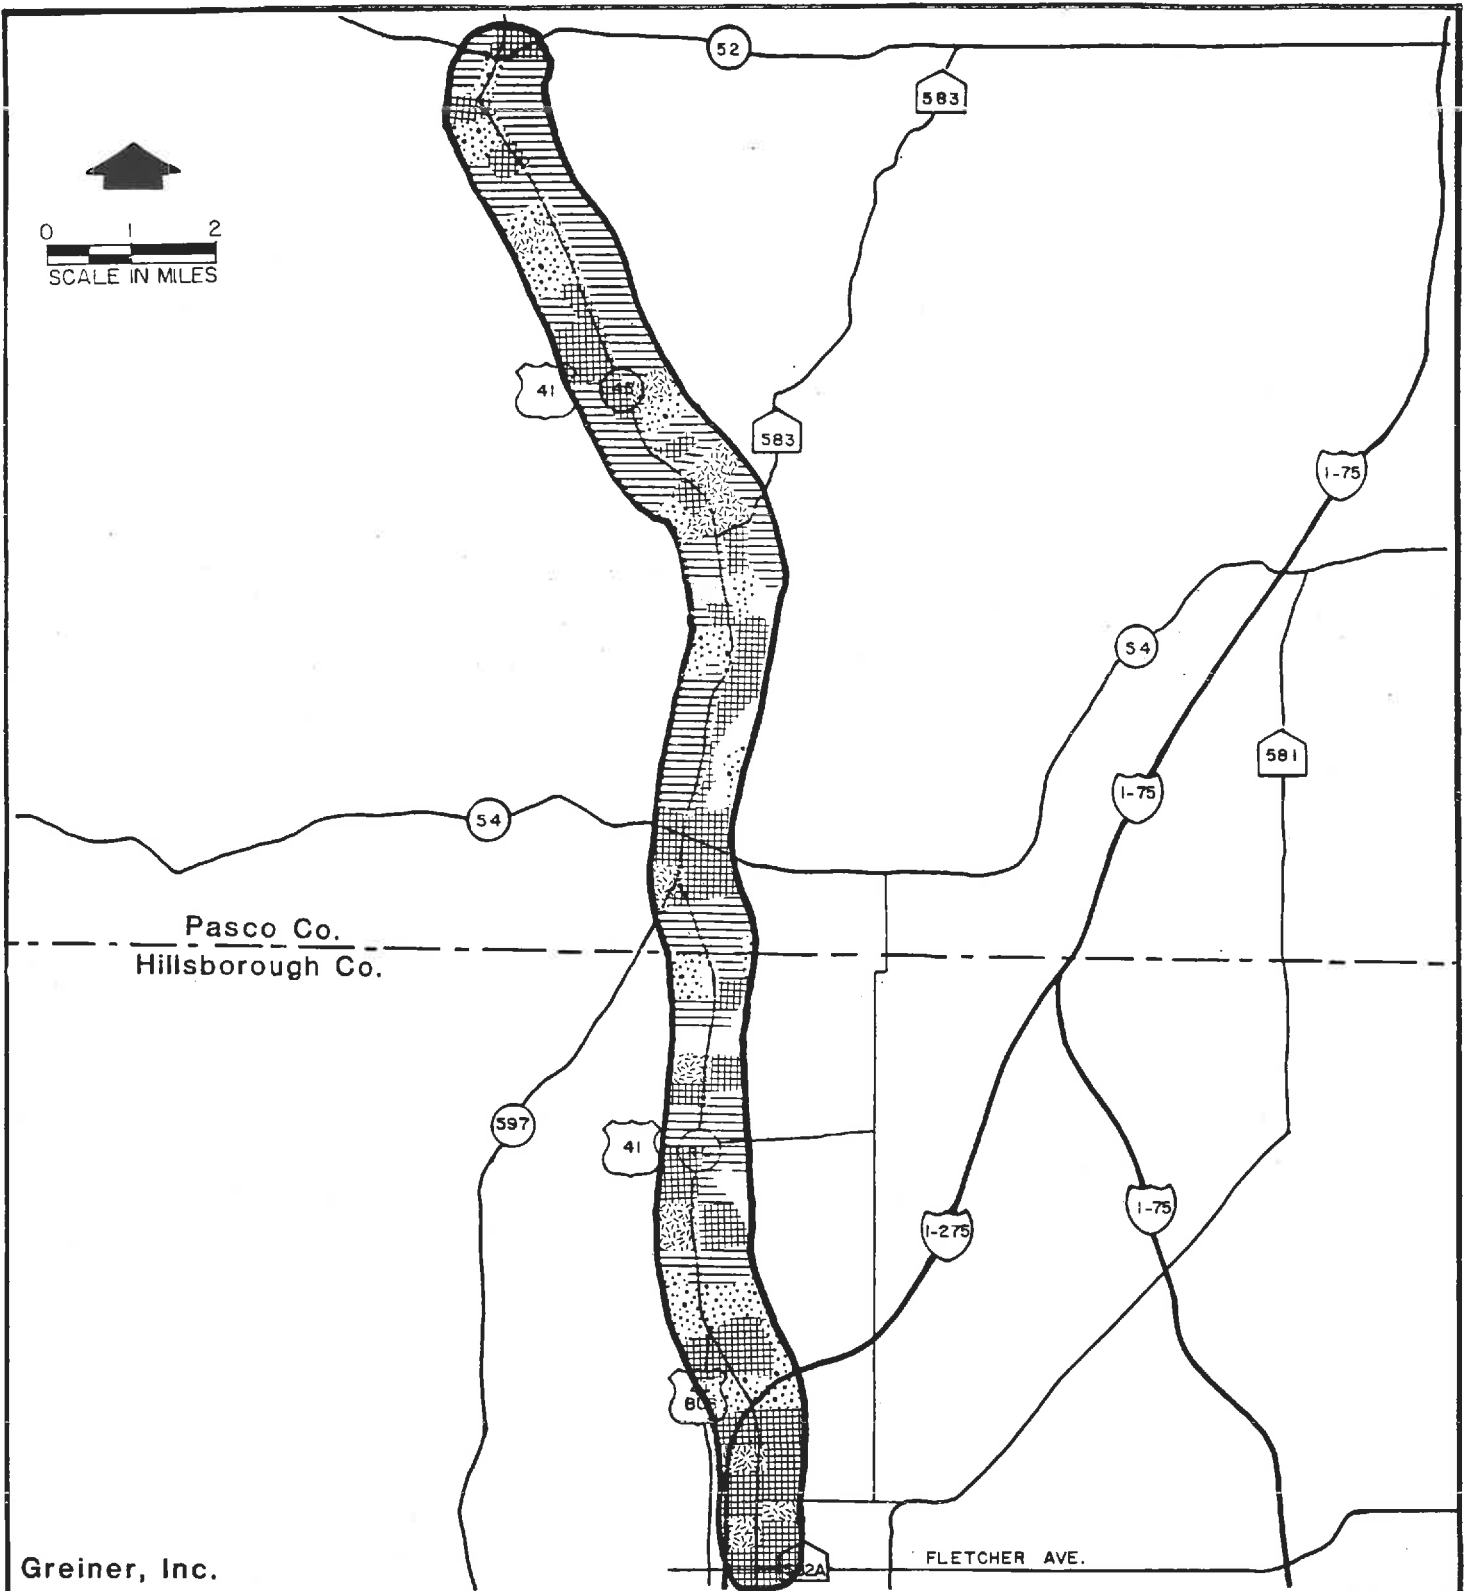 52
583
0 1 2
SCALE IN MILES
41
583
I-75
54
581
I-75
54
Pasco Co.
Hillsborough Co.
597
41
I-275
I-75
FLETCHER AVE.
Greiner, Inc.